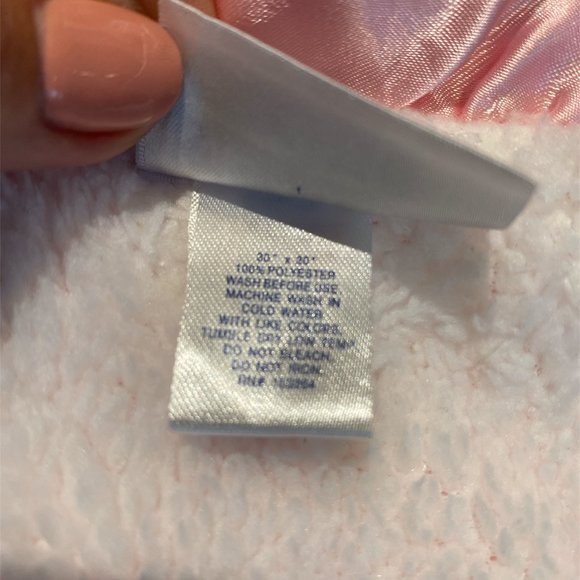 30" x 30"
100% POLYESTER
WASH BEFORE USE
MACHINE WASH IN
COLD WATER
WITH LIKE COLORS.
TUMBLE DRY LOW TEMP
DO NOT BLEACH.
DO NOT IRON.
RN#